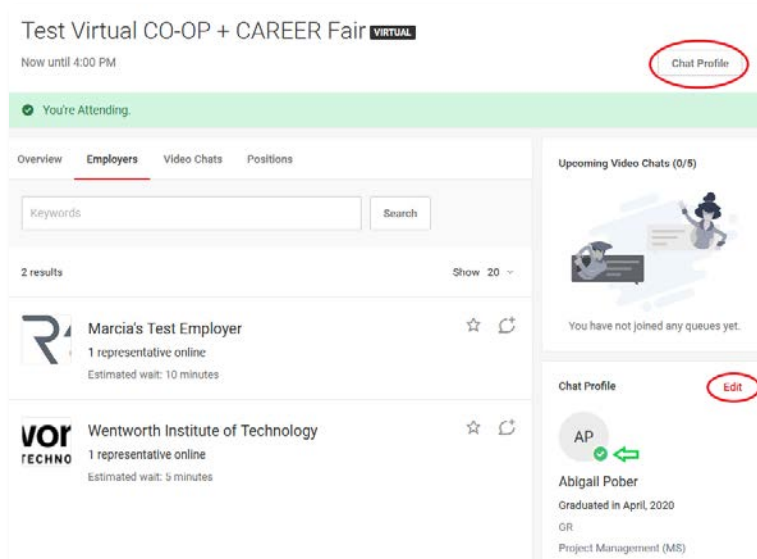 Test Virtual CO-OP + CAREER Fair VIRTUAL
Now until 4:00 PM
Chat Profile
You're Attending.
Overview Employers Video Chats Positions
Keywords
Search
2 results
Show 20
Marcia's Test Employer
1 representative online
Estimated wait: 10 minutes
Wentworth Institute of Technology
1 representative online
Estimated wait: 5 minutes
Upcoming Video Chats (0/5)
You have not joined any queues yet.
Chat Profile
Edit
AP
Abigail Pober
Graduated in April, 2020
GR
Project Management (MS)